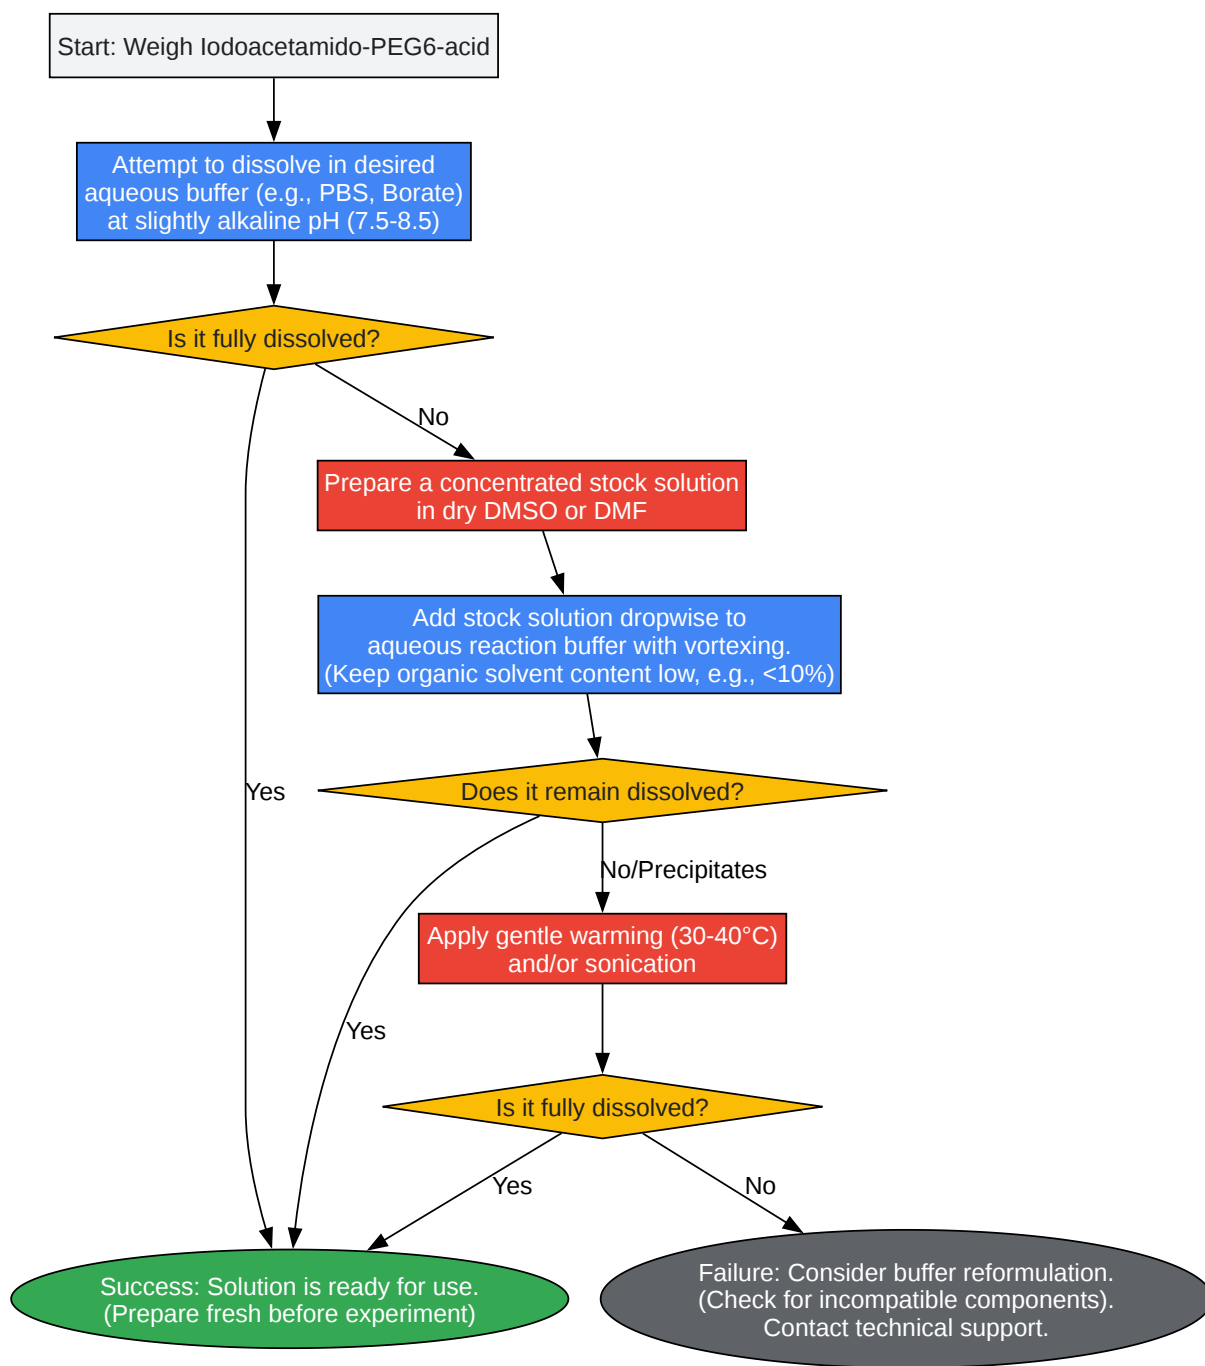 Start: Weigh Iodoacetamido-PEG6-acid
Attempt to dissolve in desired
aqueous buffer (e.g., PBS, Borate)
at slightly alkaline pH (7.5-8.5)
Is it fully dissolved?
No
Prepare a concentrated stock solution
in dry DMSO or DMF
Add stock solution dropwise to
aqueous reaction buffer with vortexing.
(Keep organic solvent content low, e.g., <10%)
Yes
Does it remain dissolved?
No/Precipitates
Apply gentle warming (30-40°C)
and/or sonication
Yes
Is it fully dissolved?
Yes
No
Success: Solution is ready for use.
(Prepare fresh before experiment)
Failure: Consider buffer reformulation.
(Check for incompatible components).
Contact technical support.